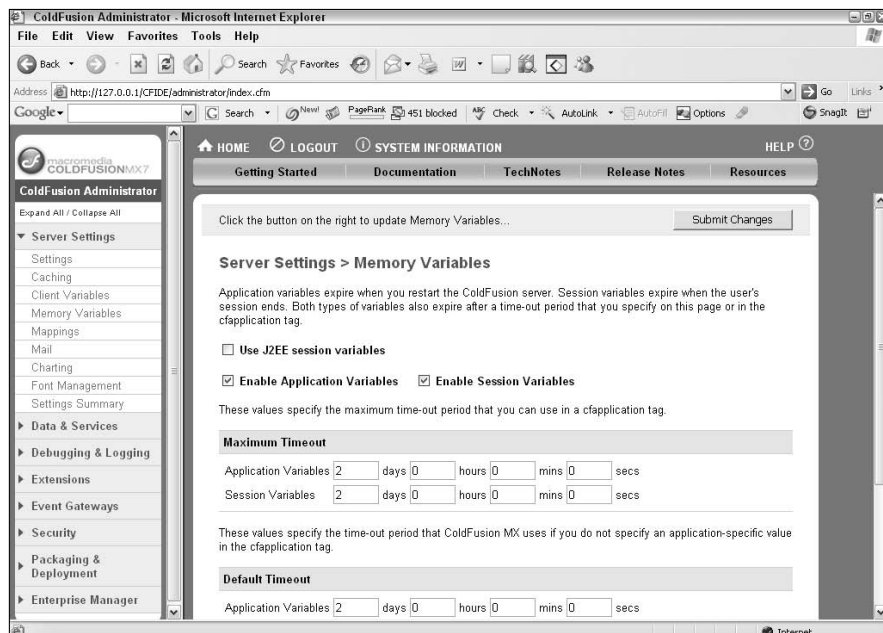 ColdFusion Administrator - Microsoft Internet Explorer
File Edit View Favorites Tools Help
Back Search Favorites
Address http://127.0.0.1/CFIDE/administrator/index.cfm Go Links
Google Search New! PageRank 451 blocked ABC Check AutoLink AutoFill Options SnagIt
macromedia
COLDFUSION MX7
ColdFusion Administrator
Expand All / Collapse All
Server Settings
Settings
Caching
Client Variables
Memory Variables
Mappings
Mail
Charting
Font Management
Settings Summary
Data & Services
Debugging & Logging
Extensions
Event Gateways
Security
Packaging &
Deployment
Enterprise Manager
HOME LOGOUT SYSTEM INFORMATION HELP
Getting Started Documentation TechNotes Release Notes Resources
Click the button on the right to update Memory Variables... Submit Changes
Server Settings > Memory Variables
Application variables expire when you restart the ColdFusion server. Session variables expire when the user's
session ends. Both types of variables also expire after a time-out period that you specify on this page or in the
cfapplication tag.
Use J2EE session variables
Enable Application Variables Enable Session Variables
These values specify the maximum time-out period that you can use in a cfapplication tag.
Maximum Timeout
Application Variables 2 days 0 hours 0 mins 0 secs
Session Variables 2 days 0 hours 0 mins 0 secs
These values specify the time-out period that ColdFusion MX uses if you do not specify an application-specific value
in the cfapplication tag.
Default Timeout
Application Variables 2 days 0 hours 0 mins 0 secs
Internet